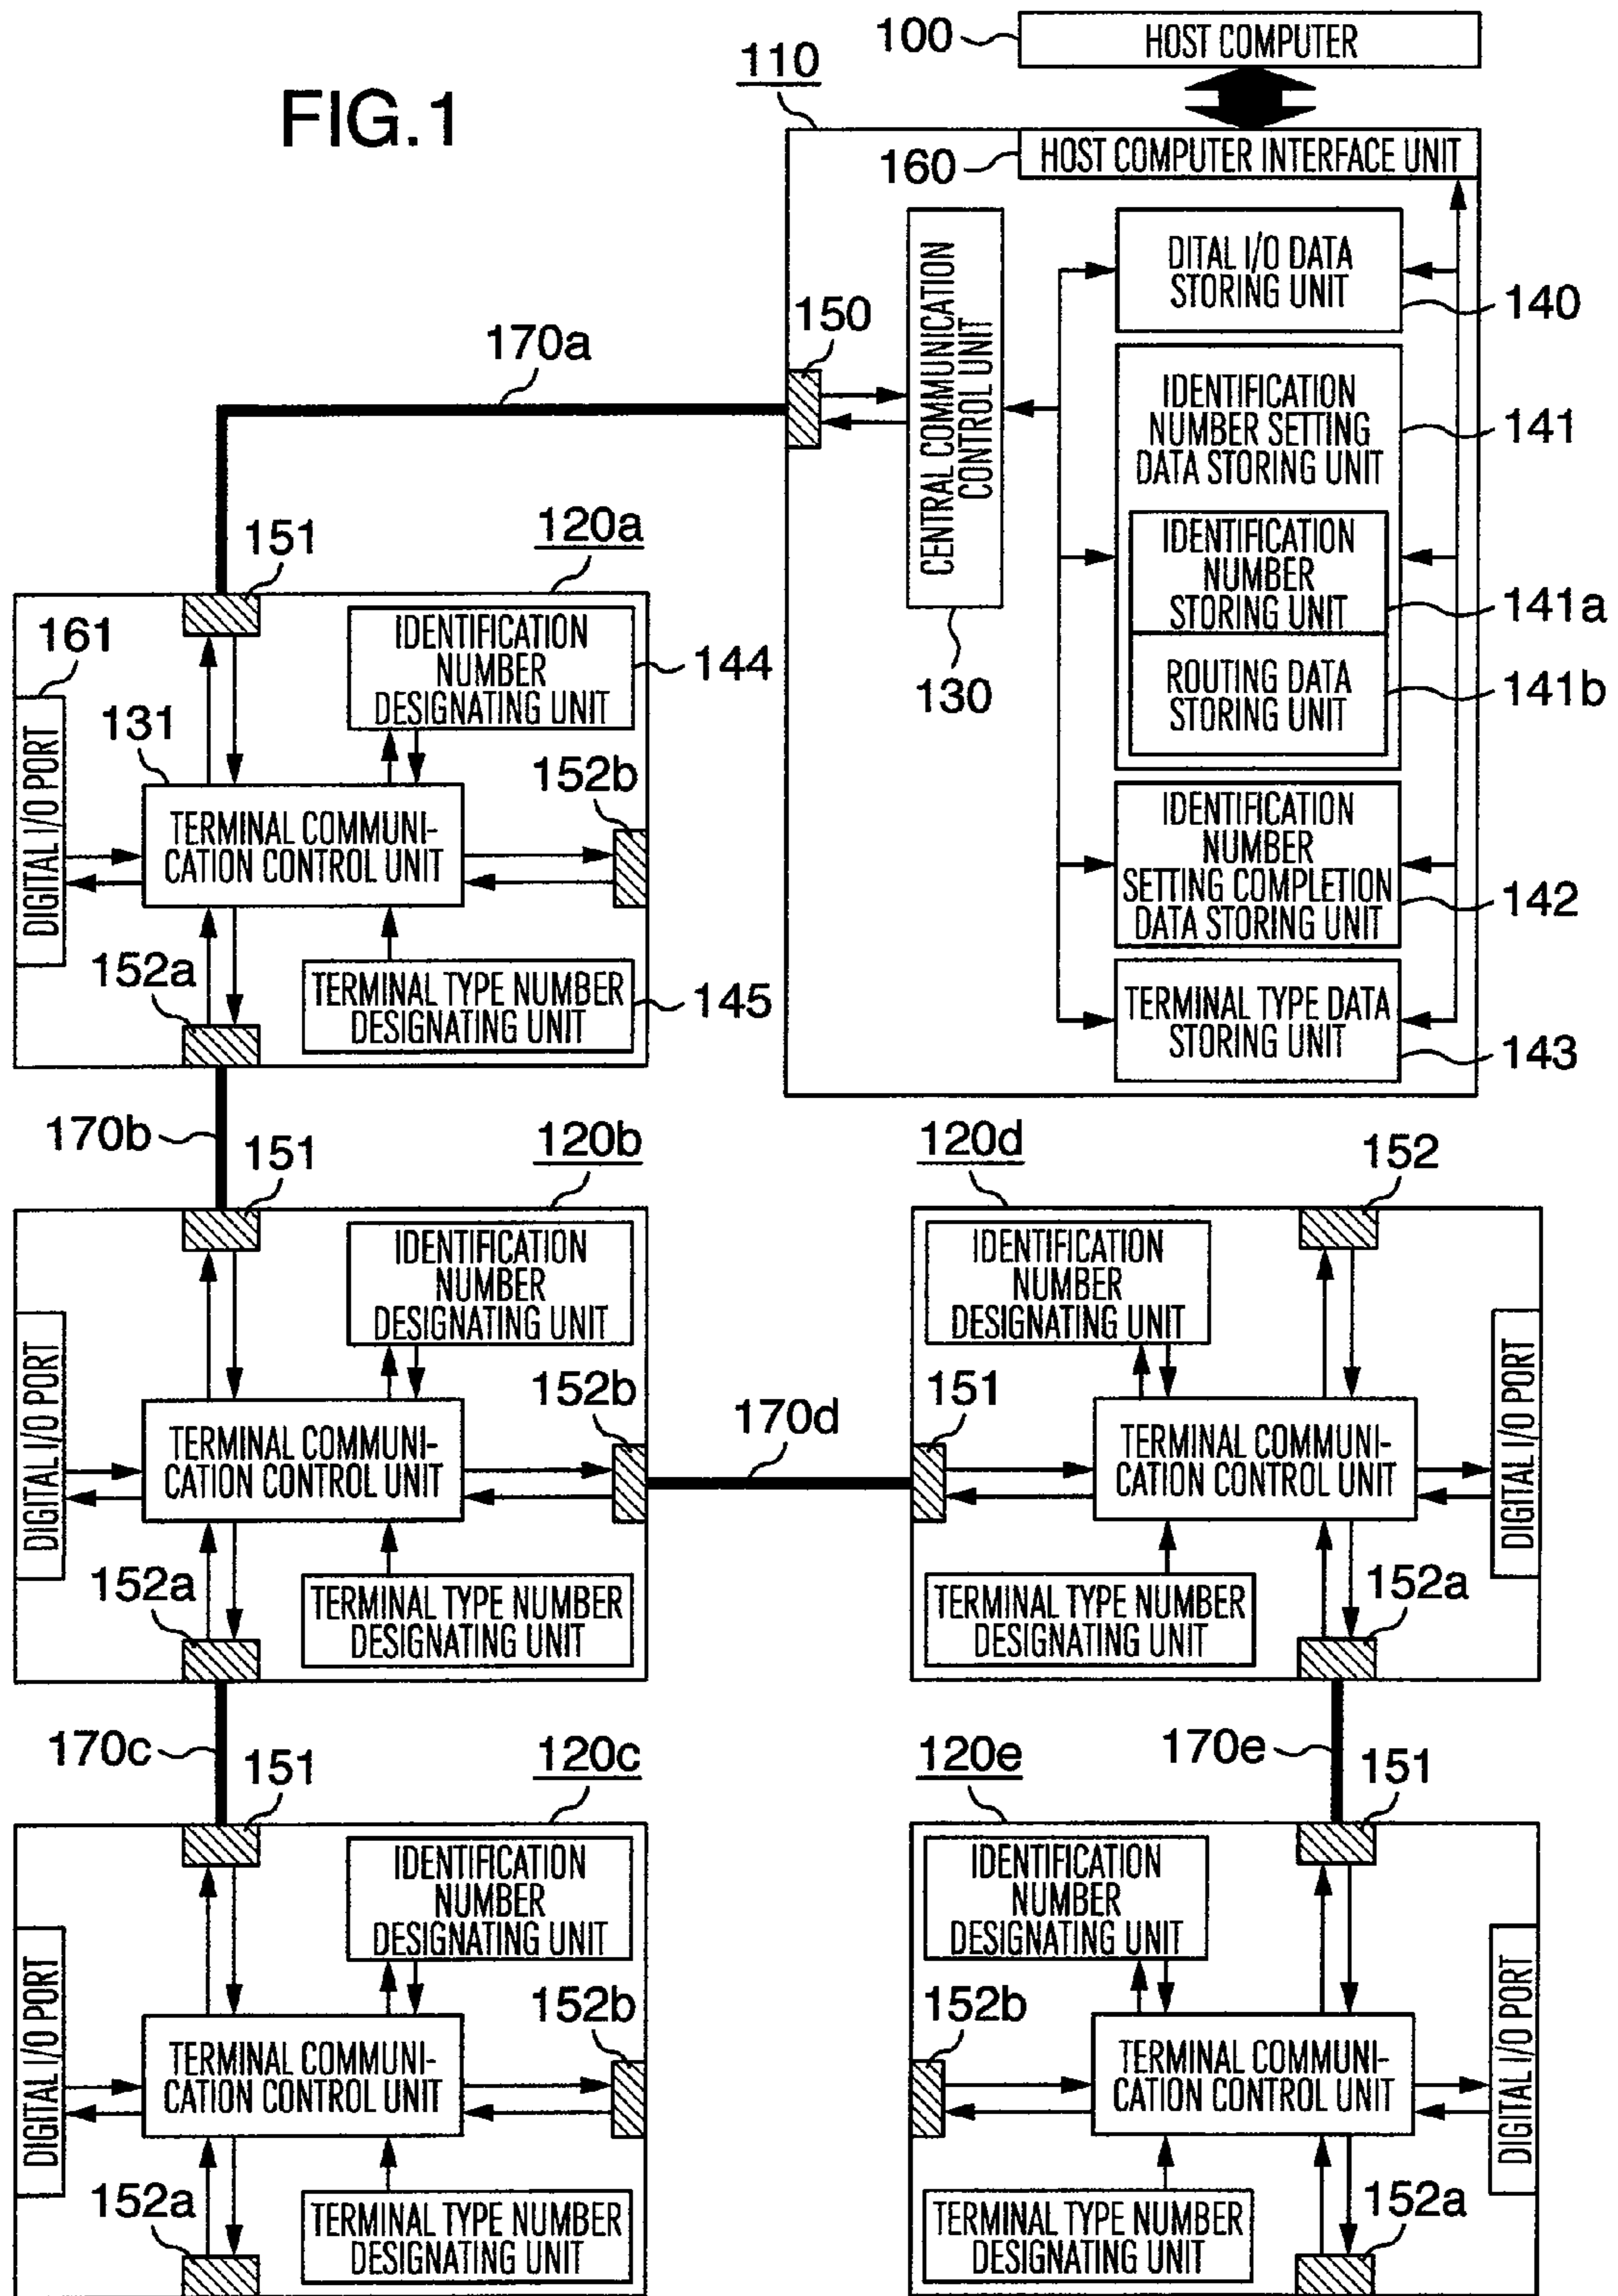 FIG.1
100
HOST COMPUTER
110
160
HOST COMPUTER INTERFACE UNIT
CENTRAL COMMUNICATION
CONTROL UNIT
130
150
170a
DITAL I/O DATA
STORING UNIT
140
IDENTIFICATION
NUMBER SETTING
DATA STORING UNIT
141
IDENTIFICATION
NUMBER
STORING UNIT
141a
ROUTING DATA
STORING UNIT
141b
IDENTIFICATION
NUMBER
SETTING COMPLETION
DATA STORING UNIT
142
TERMINAL TYPE DATA
STORING UNIT
143
120a
151
161
DIGITAL I/O PORT
IDENTIFICATION
NUMBER
DESIGNATING UNIT
144
131
TERMINAL COMMUNI-
CATION CONTROL UNIT
152b
152a
TERMINAL TYPE NUMBER
DESIGNATING UNIT
145
170b
151
120b
IDENTIFICATION
NUMBER
DESIGNATING UNIT
DIGITAL I/O PORT
TERMINAL COMMUNI-
CATION CONTROL UNIT
152b
152a
TERMINAL TYPE NUMBER
DESIGNATING UNIT
170d
120d
152
IDENTIFICATION
NUMBER
DESIGNATING UNIT
151
TERMINAL COMMUNI-
CATION CONTROL UNIT
DIGITAL I/O PORT
TERMINAL TYPE NUMBER
DESIGNATING UNIT
152a
170c
151
120c
IDENTIFICATION
NUMBER
DESIGNATING UNIT
DIGITAL I/O PORT
TERMINAL COMMUNI-
CATION CONTROL UNIT
152b
152a
TERMINAL TYPE NUMBER
DESIGNATING UNIT
120e
170e
151
IDENTIFICATION
NUMBER
DESIGNATING UNIT
152b
TERMINAL COMMUNI-
CATION CONTROL UNIT
DIGITAL I/O PORT
TERMINAL TYPE NUMBER
DESIGNATING UNIT
152a